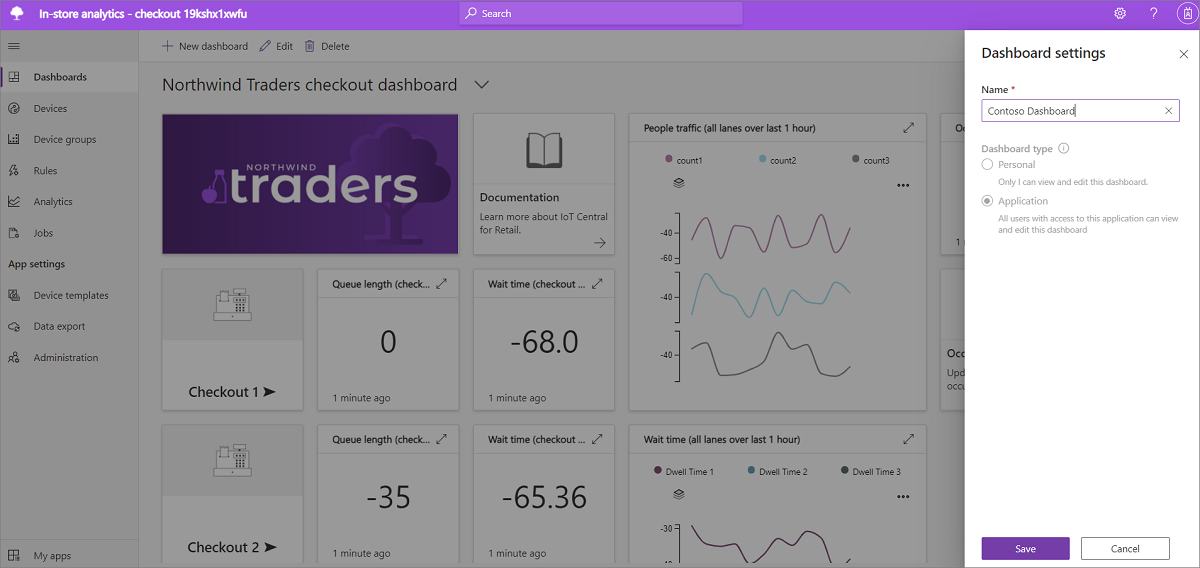 In-store analytics - checkout 19kshx1xwfu
Search
?
New dashboard
Edit
Delete
Dashboards
Devices
Device groups
Rules
Analytics
Jobs
App settings
Device templates
Data export
Administration
My apps
Northwind Traders checkout dashboard
NORTHWIND
traders
Documentation
Learn more about IoT Central
for Retail.
People traffic (all lanes over last 1 hour)
count1
count2
count3
-40
-60
-40
-40
Oc
1 m
Occ
Upd
occu
Checkout 1
Queue length (check...
0
1 minute ago
Wait time (checkout ...
-68.0
1 minute ago
Checkout 2
Queue length (check...
-35
1 minute ago
Wait time (checkout ...
-65.36
1 minute ago
Wait time (all lanes over last 1 hour)
Dwell Time 1
Dwell Time 2
Dwell Time 3
-30
-40
Dashboard settings
Name *
Contoso Dashboard
Dashboard type
Personal
Only I can view and edit this dashboard.
Application
All users with access to this application can view
and edit this dashboard
Save
Cancel